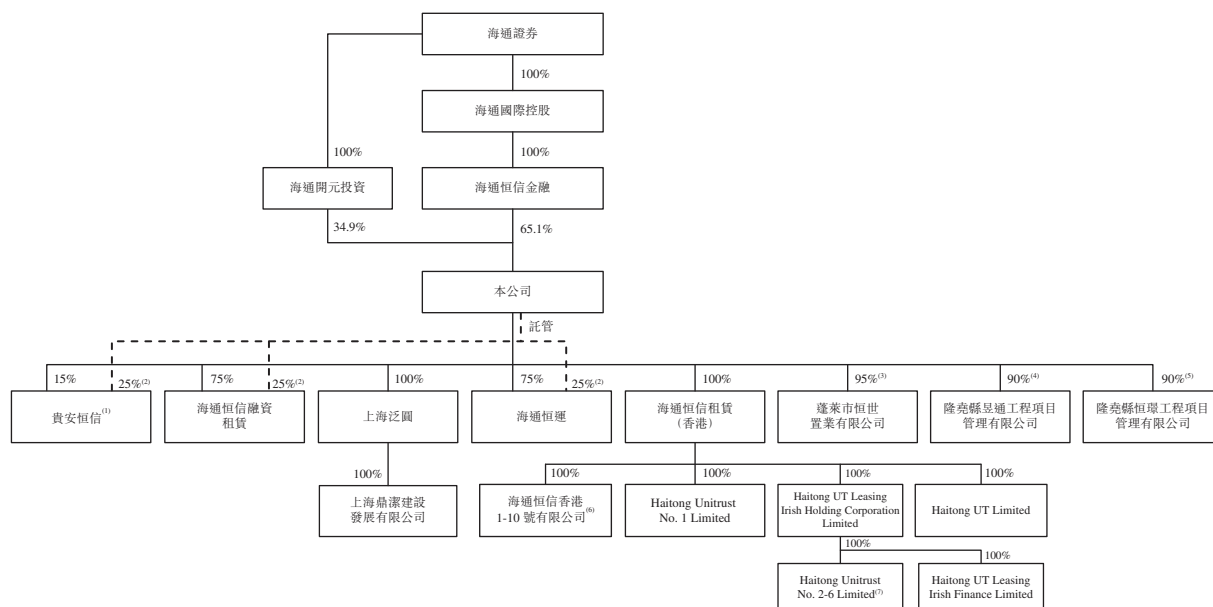 海通證券
100%
海通國際控股
100%
100%
海通開元投資
海通恒信金融
34.9%
65.1%
本公司
託管
15%
25%(2)
75%
25%(2)
100%
75%
25%(2)
100%
95%(3)
90%(4)
90%(5)
貴安恒信(1)
海通恒信融資
租賃
上海泛圓
海通恒運
海通恒信租賃
(香港)
蓬萊市恒世
置業有限公司
隆堯縣昱通工程項目
管理有限公司
隆堯縣恒璟工程項目
管理有限公司
100%
100%
100%
100%
100%
上海鼎潔建設
發展有限公司
海通恒信香港
1-10 號有限公司(6)
Haitong Unitrust
No. 1 Limited
Haitong UT Leasing
Irish Holding Corporation
Limited
Haitong UT Limited
100%
100%
Haitong Unitrust
No. 2-6 Limited(7)
Haitong UT Leasing
Irish Finance Limited